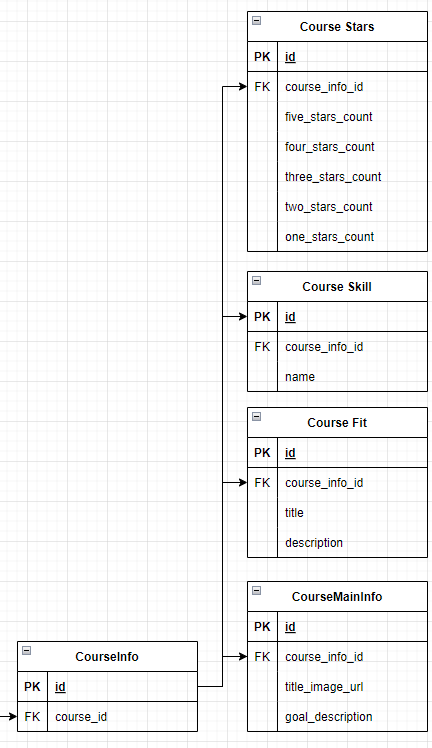 Course Stars
PK id
FK course_info_id
five_stars_count
four_stars_count
three_stars_count
two_stars_count
one_stars_count
Course Skill
PK id
FK course_info_id
name
Course Fit
PK id
FK course_info_id
title
description
CourseMainInfo
PK id
FK course_info_id
title_image_url
goal_description
CourseInfo
PK id
FK course_id